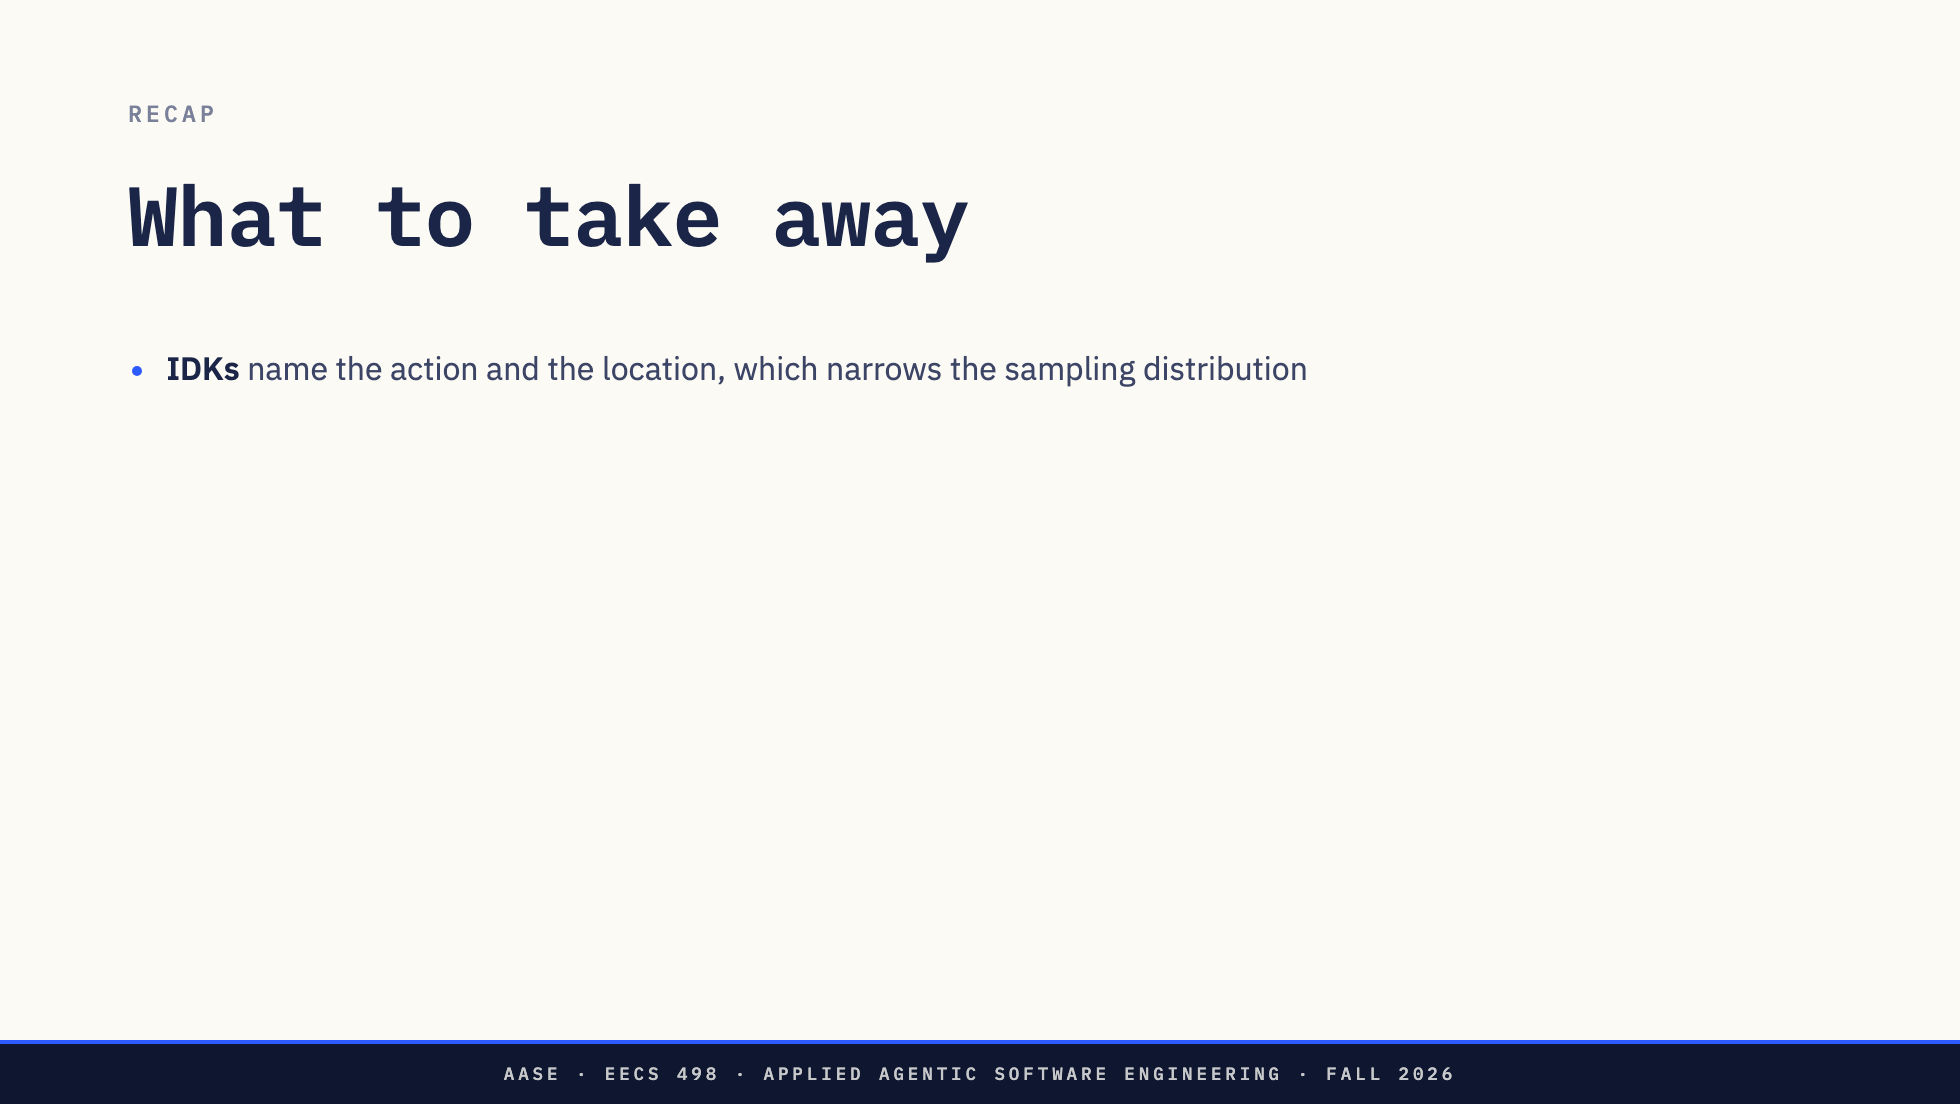 RECAP
What to take away
• IDKs name the action and the location, which narrows the sampling distribution
AASE · EECS 498 · APPLIED AGENTIC SOFTWARE ENGINEERING · FALL 2026